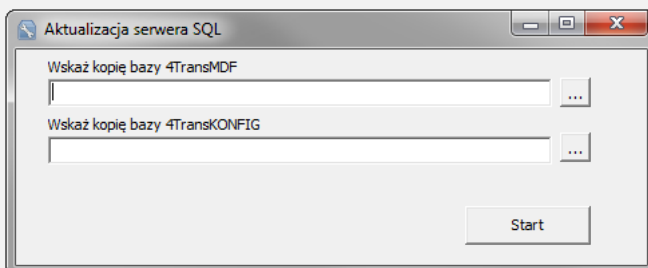 Aktualizacja serwera SQL
Wskaż kopię bazy 4TransMDF
...
Wskaż kopię bazy 4TransKONFIG
...
Start